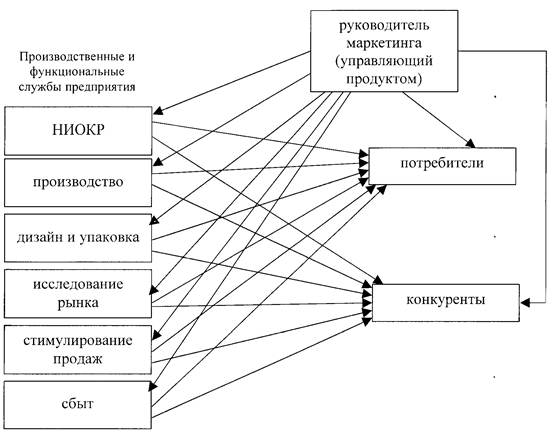 руководитель
маркетинга
(управляющий
продуктом)
Производственные и
функциональные
службы предприятия
НИОКР
производство
дизайн и упаковка
исследование
рынка
стимулирование
продаж
сбыт
потребители
конкуренты